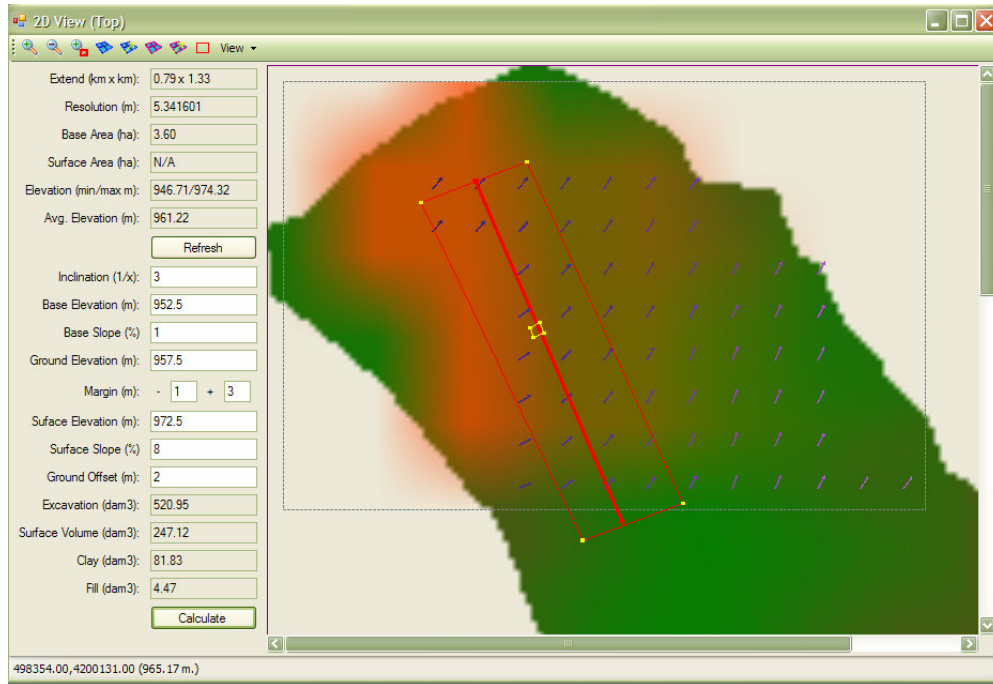 2D View (Top)
View
Extend (km x km): 0.79 x 1.33
Resolution (m): 5.341601
Base Area (ha): 3.60
Surface Area (ha): N/A
Elevation (min/max m): 946.71/974.32
Avg. Elevation (m): 961.22
Refresh
Inclination (1/x): 3
Base Elevation (m): 952.5
Base Slope (%) 1
Ground Elevation (m): 957.5
Margin (m): - 1 + 3
Suface Elevation (m): 972.5
Surface Slope (%) 8
Ground Offset (m): 2
Excavation (dam3): 520.95
Surface Volume (dam3): 247.12
Clay (dam3): 81.83
Fill (dam3): 4.47
Calculate
498354.00,4200131.00 (965.17 m.)